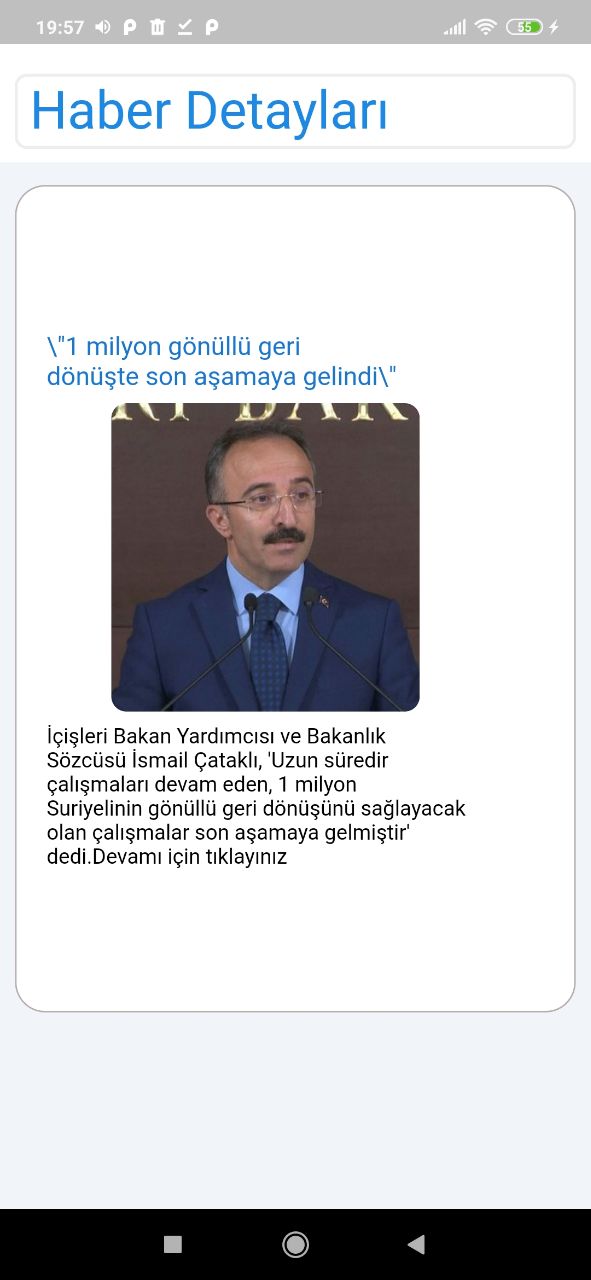 19:57
55
Haber Detayları
\"1 milyon gönüllü geri
dönüşte son aşamaya gelindi\"
BAK
İçişleri Bakan Yardımcısı ve Bakanlık
Sözcüsü İsmail Çataklı, 'Uzun süredir
çalışmaları devam eden, 1 milyon
Suriyelinin gönüllü geri dönüşünü sağlayacak
olan çalışmalar son aşamaya gelmiştir'
dedi.Devamı için tıklayınız